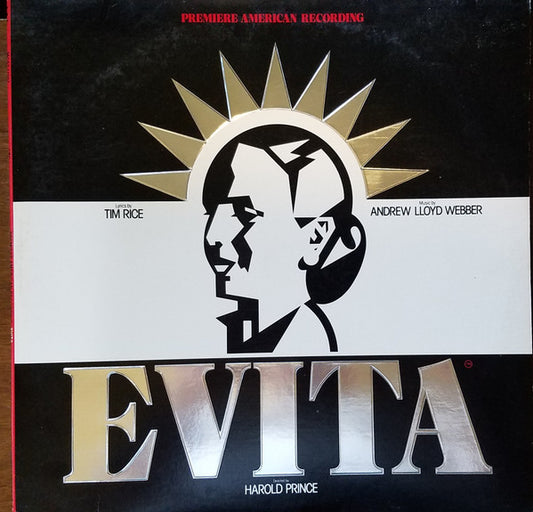 PREMIERE AMERICAN RECORDING
Lyrics by
TIM RICE
Music by
ANDREW LLOYD WEBBER
EVITA
Directed by
HAROLD PRINCE